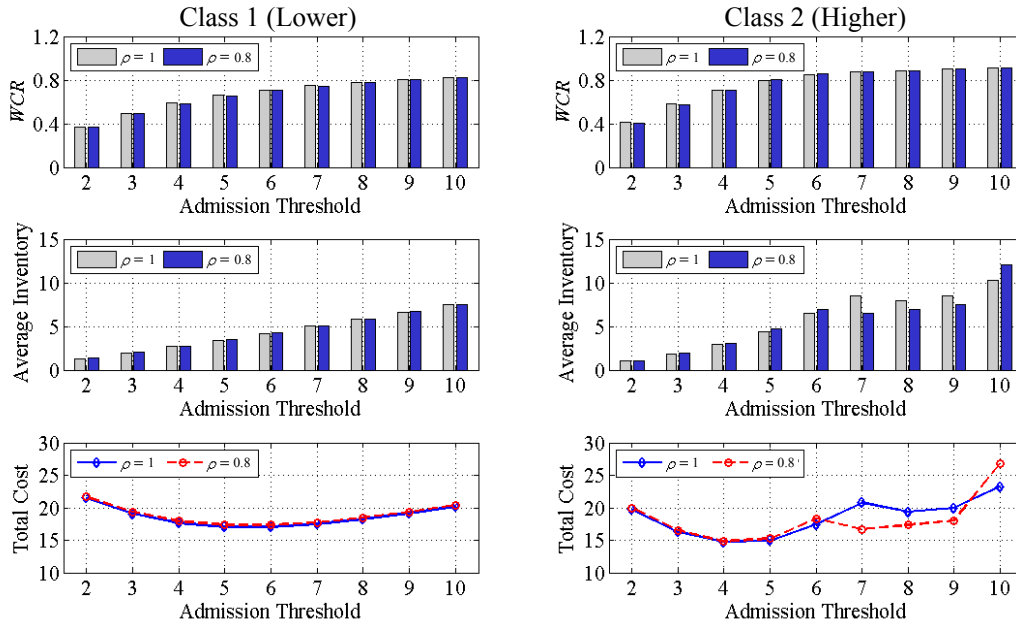 Class 1 (Lower)
1.2
0.8
0.4
0
WCR
ρ = 1
ρ = 0.8
2 3 4 5 6 7 8 9 10
Admission Threshold
Class 2 (Higher)
1.2
0.8
0.4
0
WCR
ρ = 1
ρ = 0.8
2 3 4 5 6 7 8 9 10
Admission Threshold
15
10
5
0
Average Inventory
ρ = 1
ρ = 0.8
2 3 4 5 6 7 8 9 10
Admission Threshold
15
10
5
0
Average Inventory
ρ = 1
ρ = 0.8
2 3 4 5 6 7 8 9 10
Admission Threshold
30
25
20
15
10
Total Cost
ρ = 1
ρ = 0.8
2 3 4 5 6 7 8 9 10
Admission Threshold
30
25
20
15
10
Total Cost
ρ = 1
ρ = 0.8
2 3 4 5 6 7 8 9 10
Admission Threshold